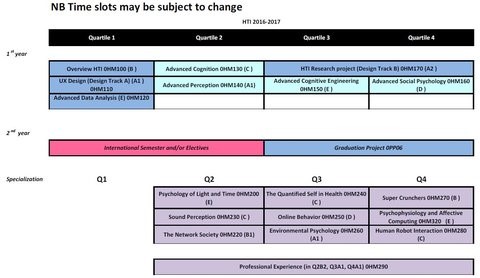 NB Time slots may be subject to change
HTI 2016-2017
Quartile 1 Quartile 2 Quartile 3 Quartile 4
1st year
Overview HTI 0HM100 (B ) Advanced Cognition 0HM130 (C ) HTI Research project (Design Track B) 0HM170 (A2 )
UX Design (Design Track A) (A1 ) 0HM110 Advanced Perception 0HM140 (A1) Advanced Cognitive Engineering 0HM150 (E ) Advanced Social Psychology 0HM160 (D )
Advanced Data Analysis (E) 0HM120
2nd year
International Semester and/or Electives Graduation Project 0PP06
Specialization Q1 Q2 Q3 Q4
Psychology of Light and Time 0HM200 (E) The Quantified Self in Health 0HM240 (C ) Super Crunchers 0HM270 (B )
Sound Perception 0HM230 (C ) Online Behavior 0HM250 (D ) Psychophysiology and Affective Computing 0HM320 (E )
The Network Society 0HM220 (B1) Environmental Psychology 0HM260 (A1 ) Human Robot Interaction 0HM280 (C)
Professional Experience (in Q2B2, Q3A1, Q4A1) 0HM290